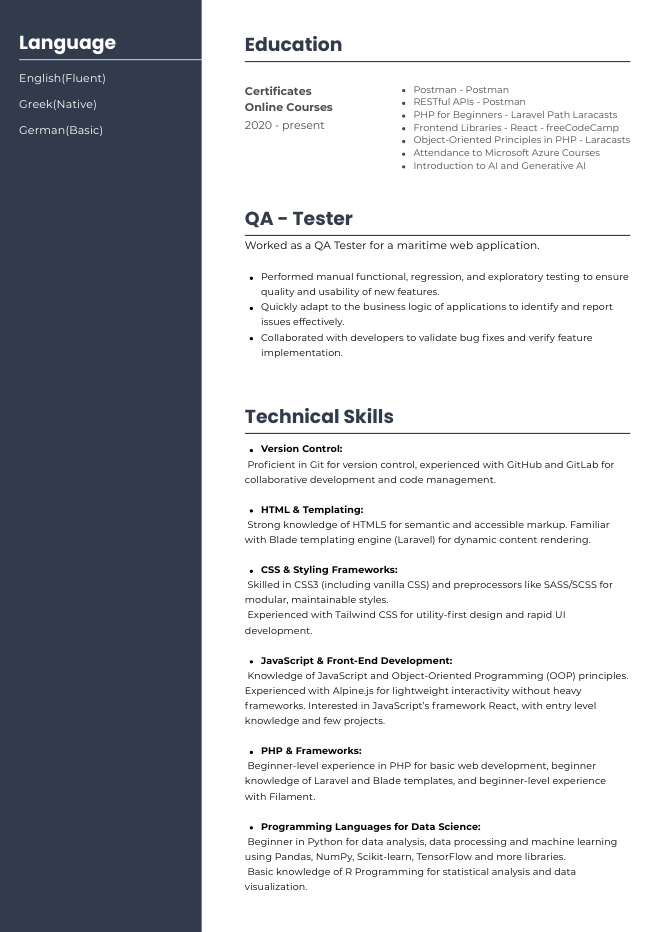 Language
English(Fluent)
Greek(Native)
German(Basic)
Education
Certificates
Online Courses
2020 - present
• Postman - Postman
• RESTful APIs - Postman
• PHP for Beginners - Laravel Path Laracasts
• Frontend Libraries - React - freeCodeCamp
• Object-Oriented Principles in PHP - Laracasts
• Attendance to Microsoft Azure Courses
• Introduction to AI and Generative AI
QA - Tester
Worked as a QA Tester for a maritime web application.
• Performed manual functional, regression, and exploratory testing to ensure
quality and usability of new features.
• Quickly adapt to the business logic of applications to identify and report
issues effectively.
• Collaborated with developers to validate bug fixes and verify feature
implementation.
Technical Skills
• Version Control:
Proficient in Git for version control, experienced with GitHub and GitLab for
collaborative development and code management.
• HTML & Templating:
Strong knowledge of HTML5 for semantic and accessible markup. Familiar
with Blade templating engine (Laravel) for dynamic content rendering.
• CSS & Styling Frameworks:
Skilled in CSS3 (including vanilla CSS) and preprocessors like SASS/SCSS for
modular, maintainable styles.
Experienced with Tailwind CSS for utility-first design and rapid UI
development.
• JavaScript & Front-End Development:
Knowledge of JavaScript and Object-Oriented Programming (OOP) principles.
Experienced with Alpine.js for lightweight interactivity without heavy
frameworks. Interested in JavaScript's framework React, with entry level
knowledge and few projects.
• PHP & Frameworks:
Beginner-level experience in PHP for basic web development, beginner
knowledge of Laravel and Blade templates, and beginner-level experience
with Filament.
• Programming Languages for Data Science:
Beginner in Python for data analysis, data processing and machine learning
using Pandas, NumPy, Scikit-learn, TensorFlow and more libraries.
Basic knowledge of R Programming for statistical analysis and data
visualization.